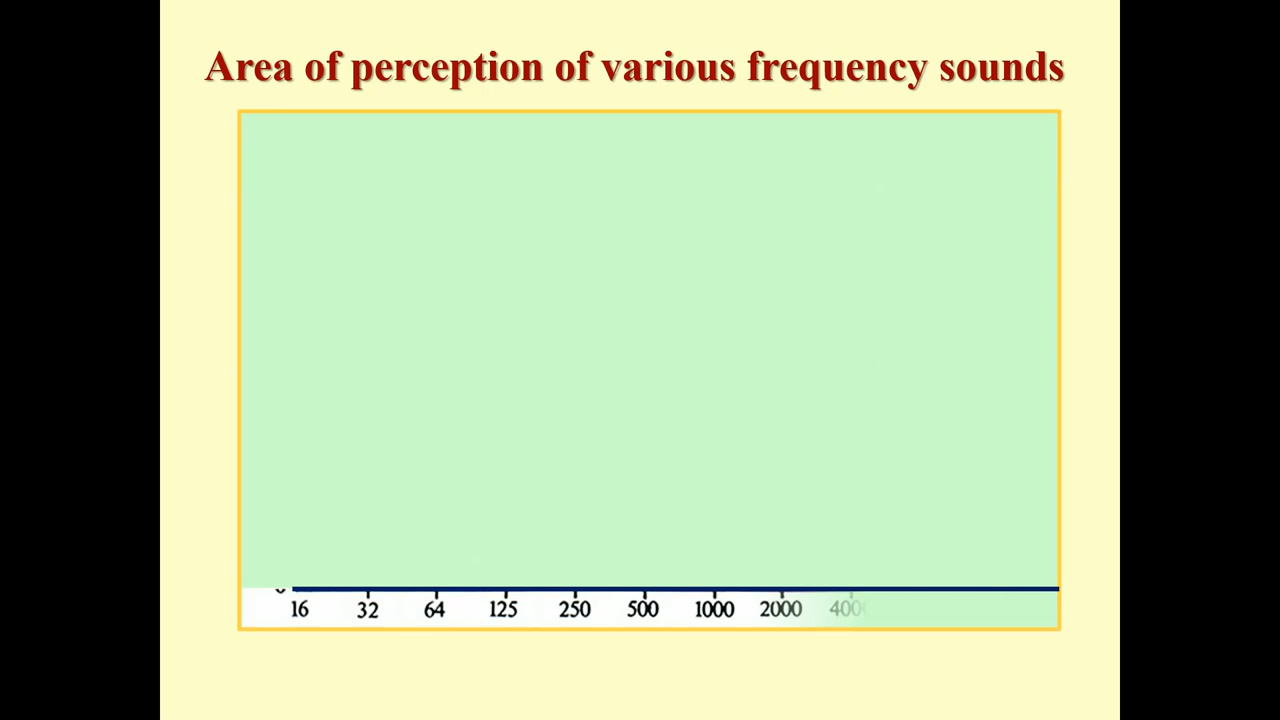 Area of perception of various frequency sounds
16 32 64 125 250 500 1000 2000